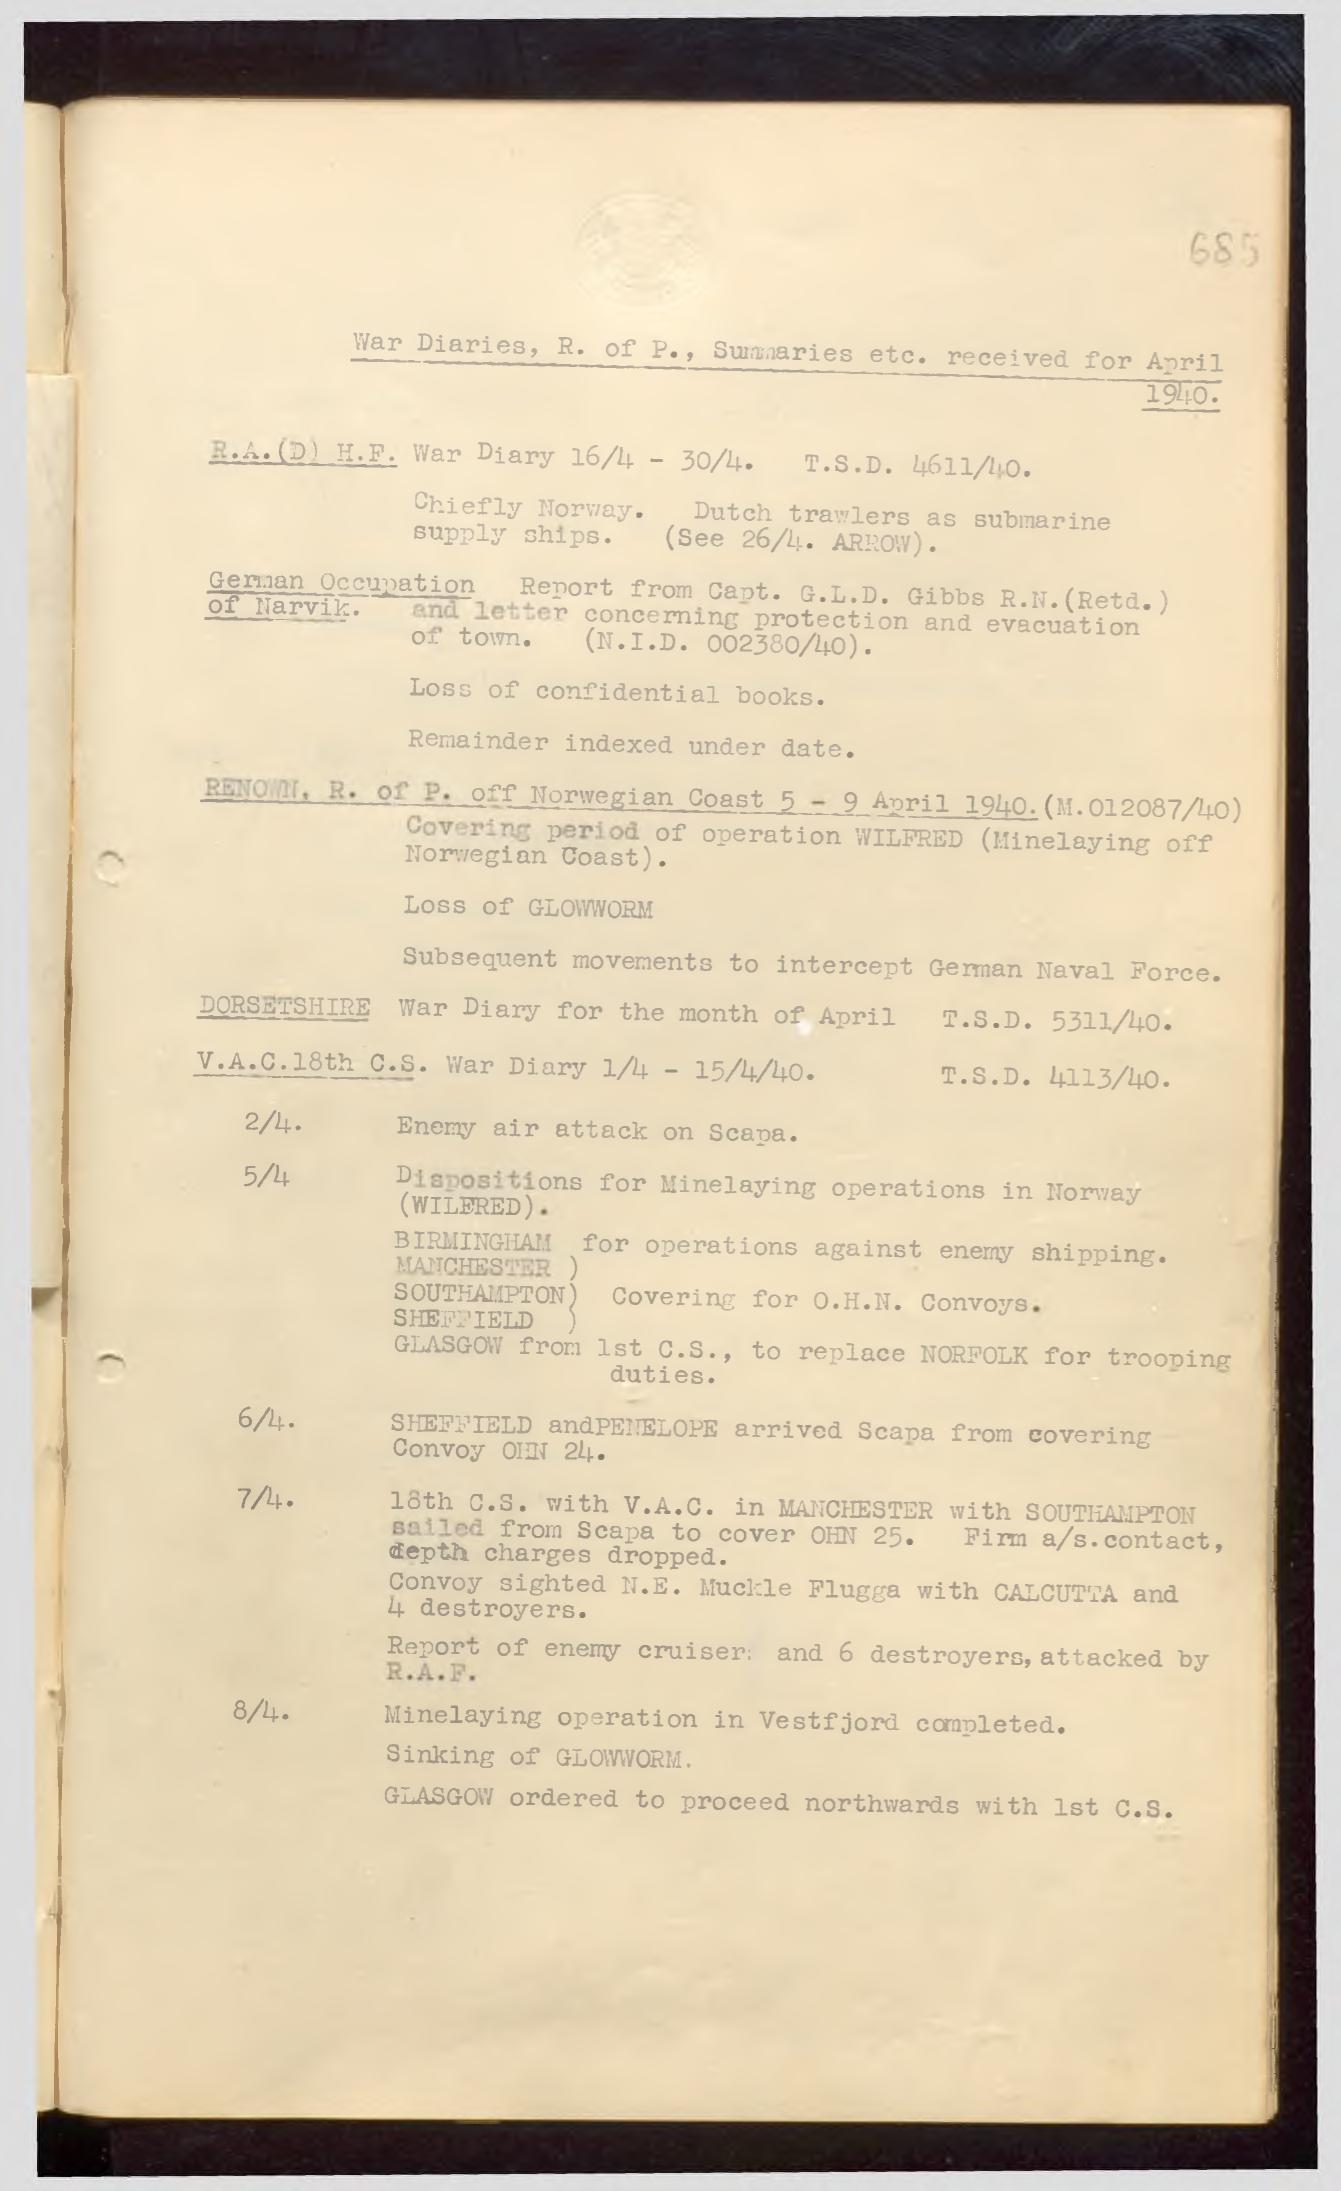 685
War Diaries, R. of P., Summaries etc. received for April
1940.
R.A.(D) H.F. War Diary 16/4 - 30/4. T.S.D. 4611/40.
Chiefly Norway. Dutch trawlers as submarine
supply ships. (See 26/4. ARROW).
German Occupation Report from Capt. G.L.D. Gibbs R.N.(Retd.)
of Narvik. and letter concerning protection and evacuation
of town. (N.I.D. 002380/40).
Loss of confidential books.
Remainder indexed under date.
RENOWN. R. of P. off Norwegian Coast 5 - 9 April 1940.(M.012087/40)
Covering period of operation WILFRED (Minelaying off
Norwegian Coast).
Loss of GLOWWORM
Subsequent movements to intercept German Naval Force.
DORSETSHIRE War Diary for the month of April T.S.D. 5311/40.
V.A.C.18th C.S. War Diary 1/4 - 15/4/40. T.S.D. 4113/40.
2/4. Enemy air attack on Scapa.
5/4 Dispositions for Minelaying operations in Norway
(WILFRED).
BIRMINGHAM for operations against enemy shipping.
MANCHESTER )
SOUTHAMPTON) Covering for O.H.N. Convoys.
SHEFFIELD )
GLASGOW from 1st C.S., to replace NORFOLK for trooping
duties.
6/4. SHEFFIELD andPENELOPE arrived Scapa from covering
Convoy OHN 24.
7/4. 18th C.S. with V.A.C. in MANCHESTER with SOUTHAMPTON
sailed from Scapa to cover OHN 25. Firm a/s.contact,
depth charges dropped.
Convoy sighted N.E. Muckle Flugga with CALCUTTA and
4 destroyers.
Report of enemy cruiser: and 6 destroyers, attacked by
R.A.F.
8/4. Minelaying operation in Vestfjord completed.
Sinking of GLOWWORM.
GLASGOW ordered to proceed northwards with 1st C.S.